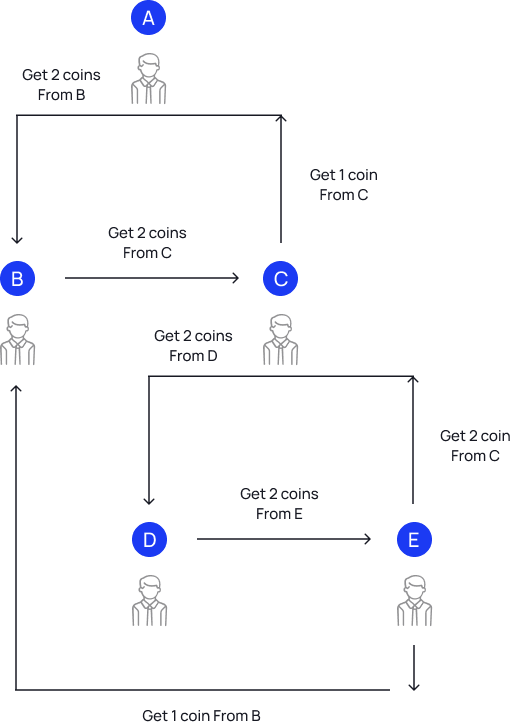 A
Get 2 coins
From B
Get 1 coin
From C
Get 2 coins
From C
B
C
Get 2 coins
From D
Get 2 coin
From C
Get 2 coins
From E
D
E
Get 1 coin From B